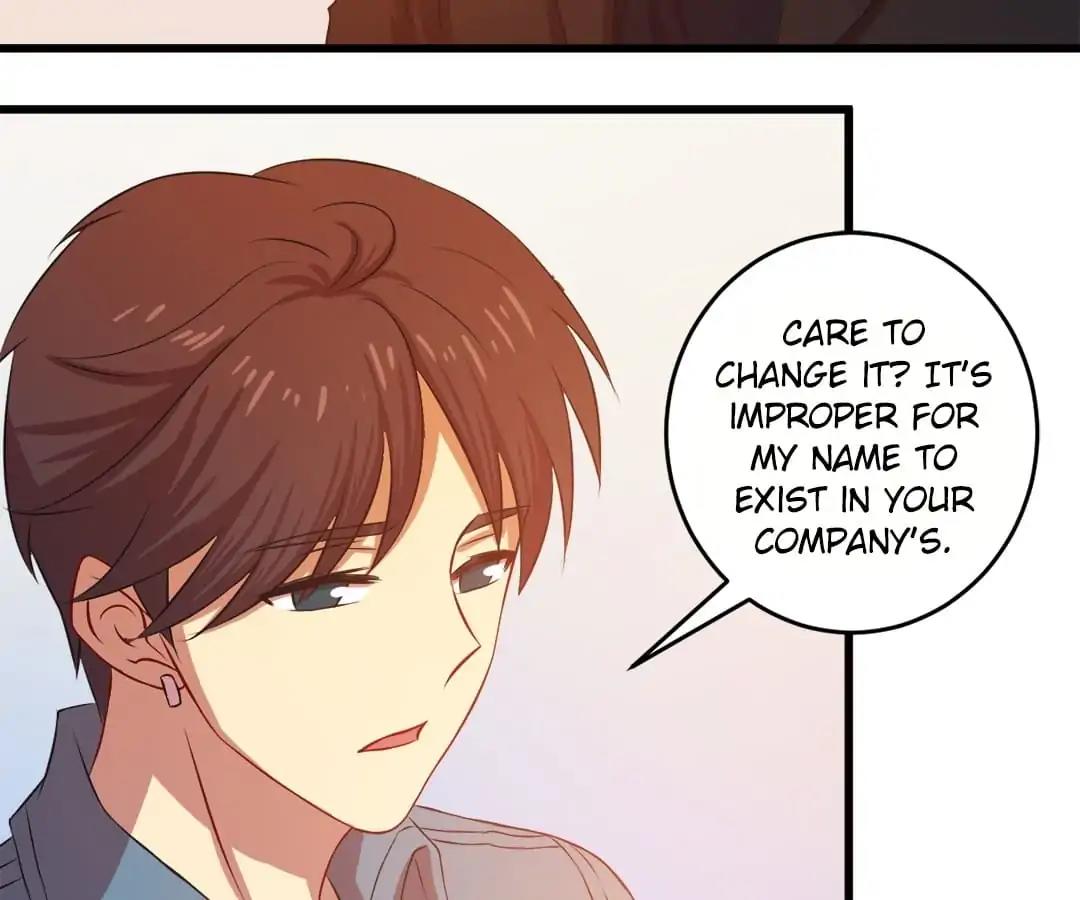 CARE TO
CHANGE IT? IT'S
IMPROPER FOR
MY NAME TO
EXIST IN YOUR
COMPANY'S.